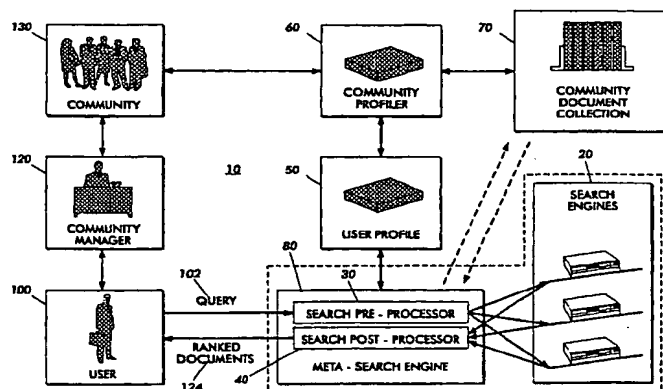 130
COMMUNITY
60
COMMUNITY
PROFILER
70
COMMUNITY
DOCUMENT
COLLECTION
120
COMMUNITY
MANAGER
10
50
USER PROFILE
20
SEARCH
ENGINES
100
USER
102
QUERY
RANKED
DOCUMENTS
124
80
30
SEARCH PRE - PROCESSOR
SEARCH POST - PROCESSOR
40
META - SEARCH ENGINE